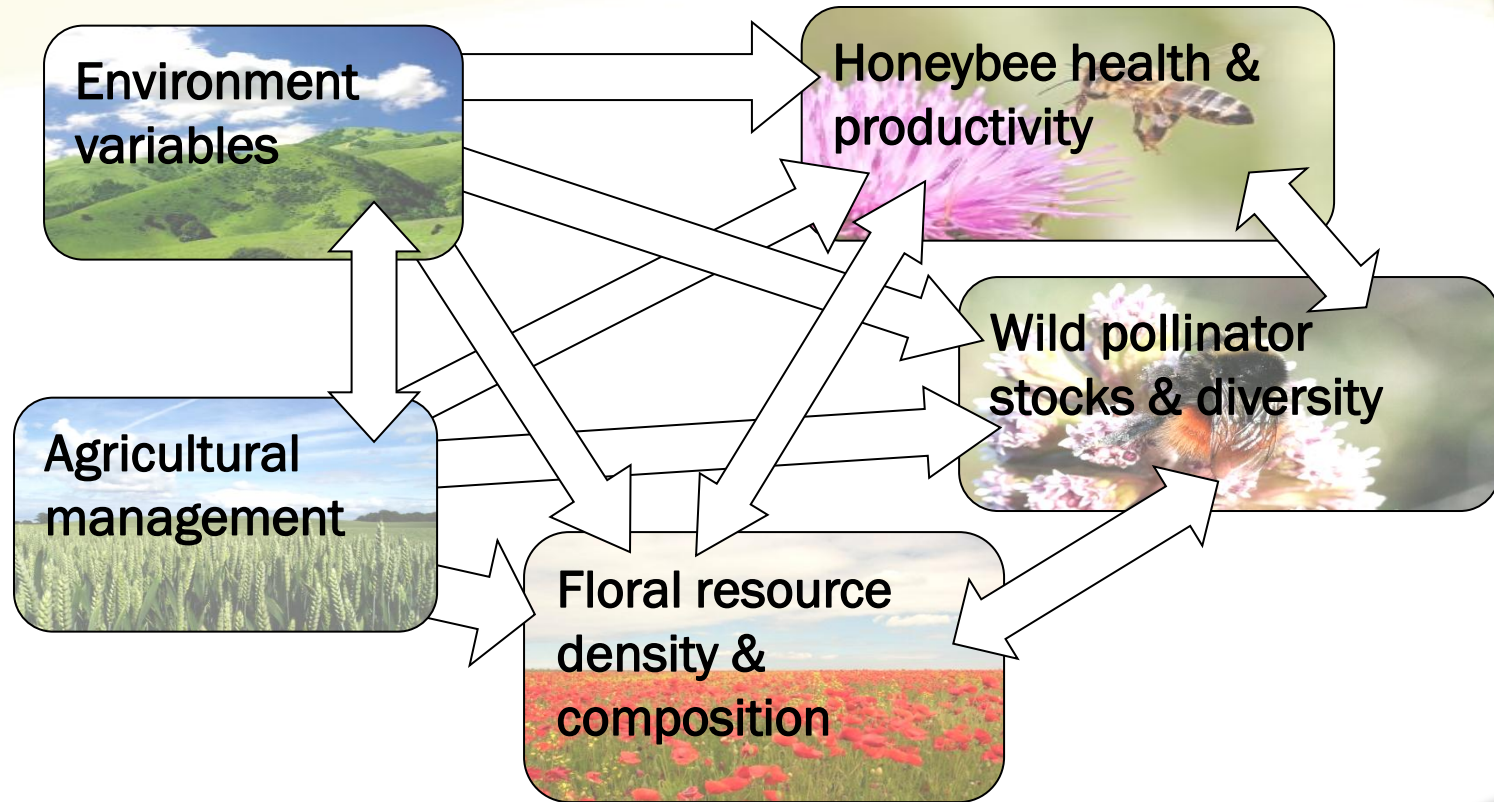 Environment
variables
Honeybee health &
productivity
Wild pollinator
stocks & diversity
Agricultural
management
Floral resource
density &
composition